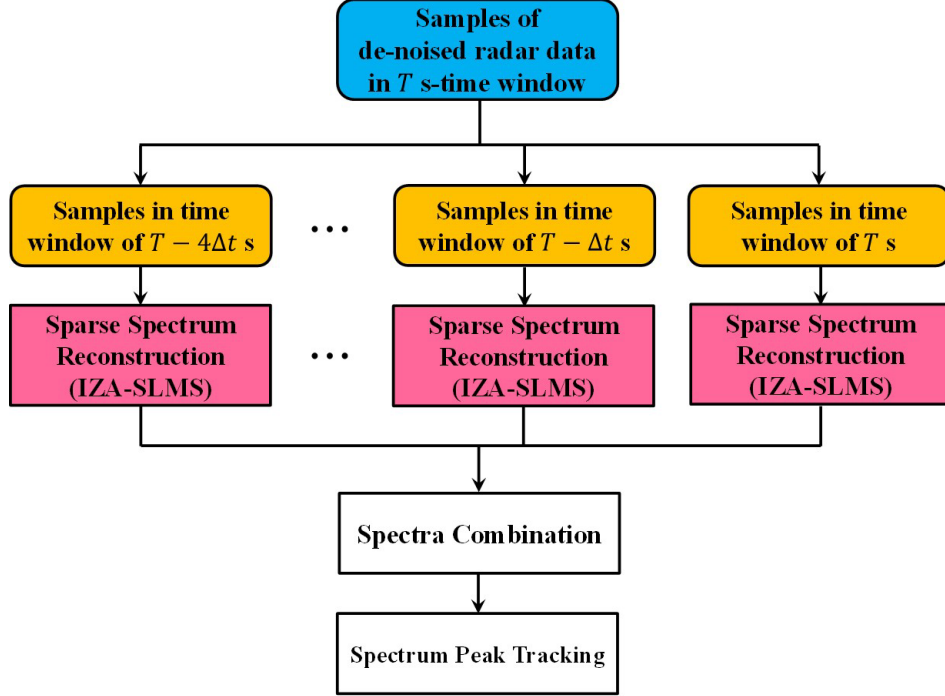 Samples of
de-noised radar data
in T s-time window
Samples in time
window of T − 4Δt s
...
Samples in time
window of T − Δt s
Samples in time
window of T s
Sparse Spectrum
Reconstruction
(IZA-SLMS)
...
Sparse Spectrum
Reconstruction
(IZA-SLMS)
Sparse Spectrum
Reconstruction
(IZA-SLMS)
Spectra Combination
Spectrum Peak Tracking